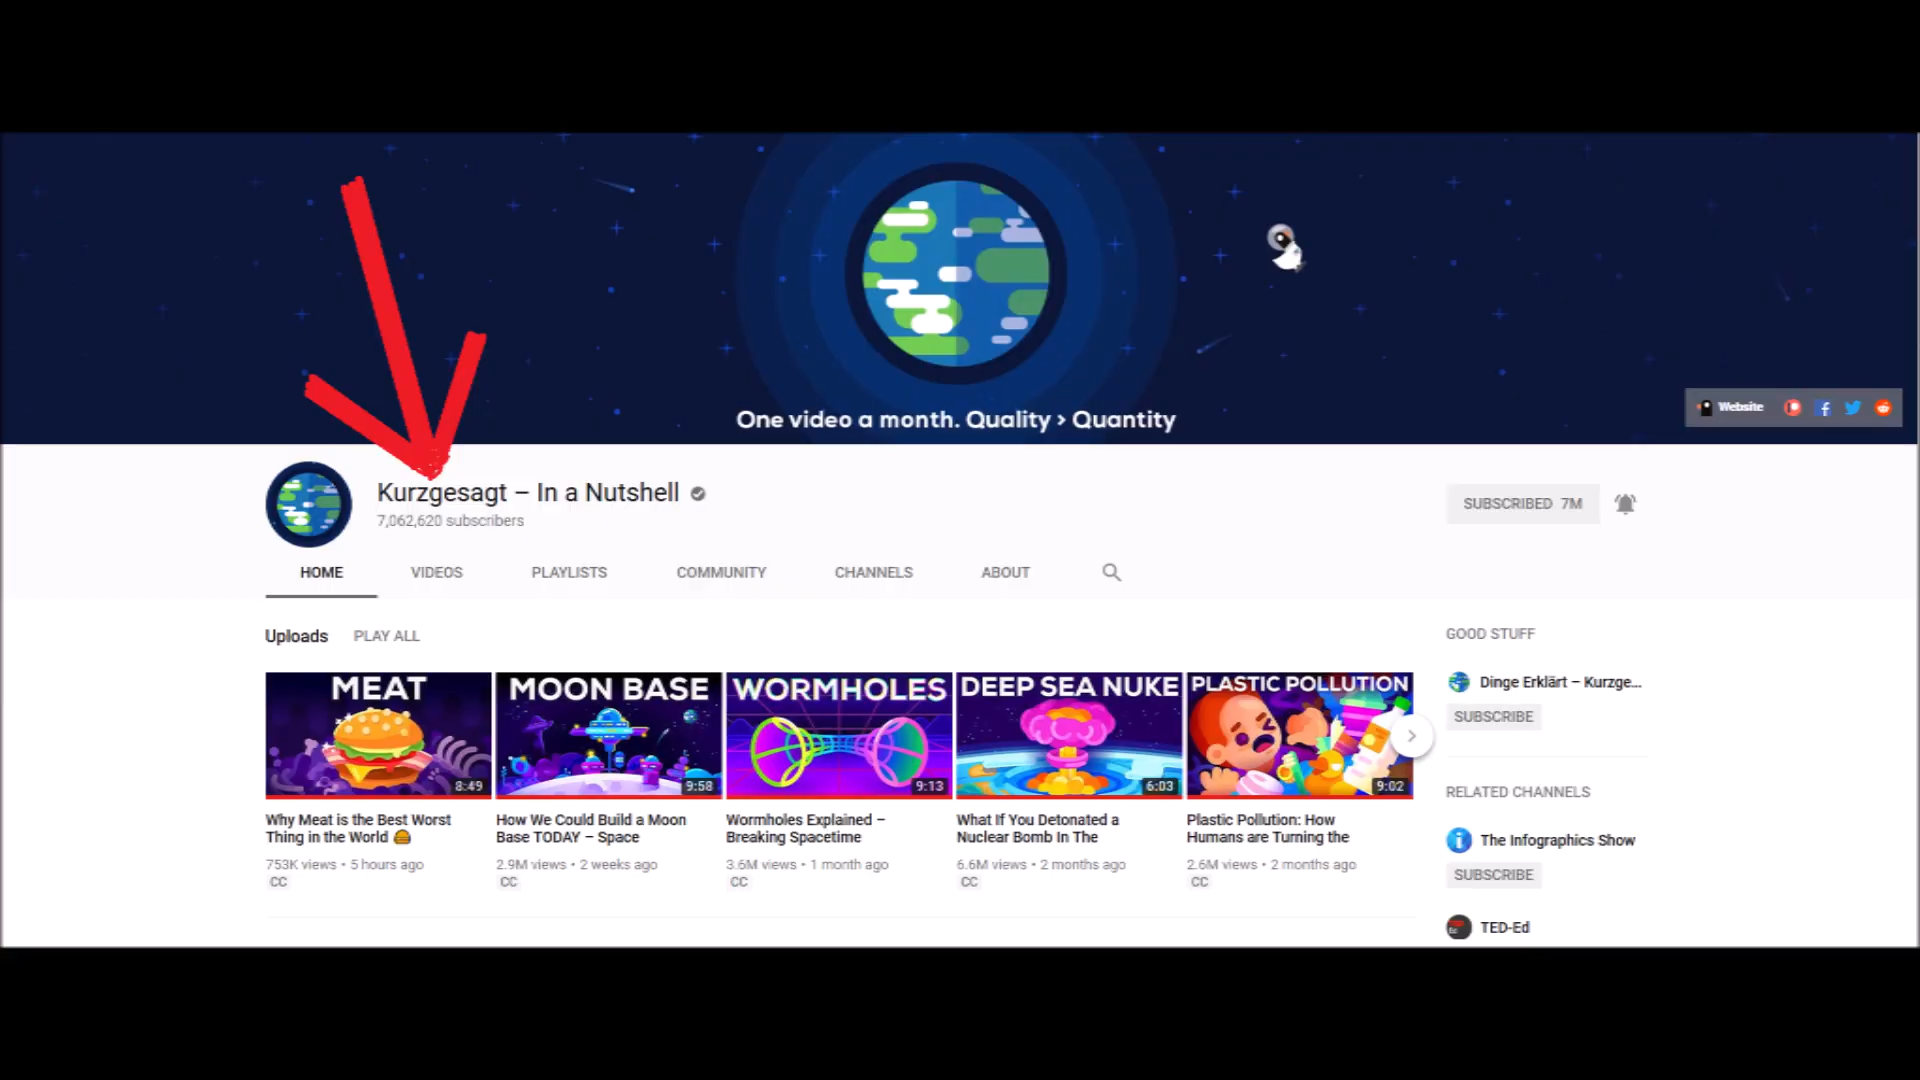 One video a month. Quality > Quantity
Website
Kurzgesagt – In a Nutshell
7,062,620 subscribers
SUBSCRIBED 7M
HOME VIDEOS PLAYLISTS COMMUNITY CHANNELS ABOUT
Uploads PLAY ALL
MEAT
8:49
Why Meat is the Best Worst
Thing in the World 🍔
753K views • 5 hours ago
CC
MOON BASE
9:58
How We Could Build a Moon
Base TODAY – Space
2.9M views • 2 weeks ago
CC
WORMHOLES
9:13
Wormholes Explained –
Breaking Spacetime
3.6M views • 1 month ago
CC
DEEP SEA NUKE
6:03
What If You Detonated a
Nuclear Bomb In The
6.6M views • 2 months ago
CC
PLASTIC POLLUTION
9:02
Plastic Pollution: How
Humans are Turning the
2.6M views • 2 months ago
CC
GOOD STUFF
Dinge Erklärt – Kurzge...
SUBSCRIBE
RELATED CHANNELS
The Infographics Show
SUBSCRIBE
TED-Ed